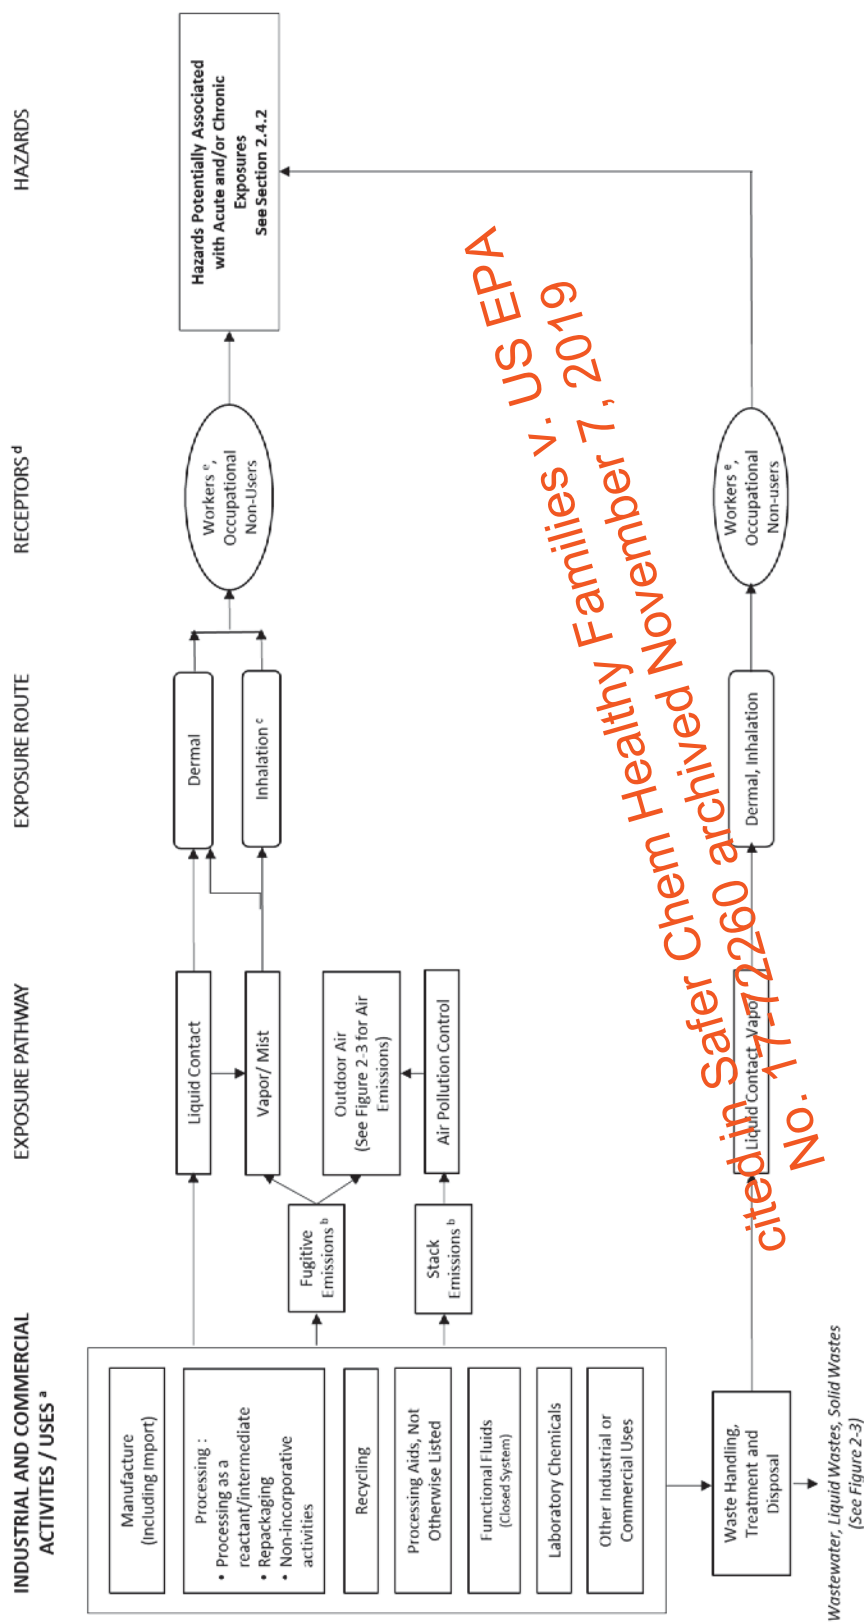 INDUSTRIAL AND COMMERCIAL
ACTIVITES / USES ᵃ
EXPOSURE PATHWAY
EXPOSURE ROUTE
RECEPTORS ᵈ
HAZARDS
Manufacture
(Including Import)
Processing :
• Processing as a
reactant/intermediate
• Repackaging
• Non-incorporative
activities
Recycling
Processing Aids, Not
Otherwise Listed
Functional Fluids
(Closed System)
Laboratory Chemicals
Other Industrial or
Commercial Uses
Waste Handling,
Treatment and
Disposal
Wastewater, Liquid Wastes, Solid Wastes
(See Figure 2-3)
Fugitive
Emissions ᵇ
Stack
Emissions ᵇ
Liquid Contact
Vapor/ Mist
Outdoor Air
(See Figure 2-3 for Air
Emissions)
Air Pollution Control
Liquid Contact, Vapor
Dermal
Inhalation ᶜ
Dermal, Inhalation
Workers ᵉ,
Occupational
Non-Users
Workers ᵉ,
Occupational
Non-users
Hazards Potentially Associated
with Acute and/or Chronic
Exposures
See Section 2.4.2
cited in Safer Chem Healthy Families v. US EPA
No. 17-72260 archived November 7, 2019